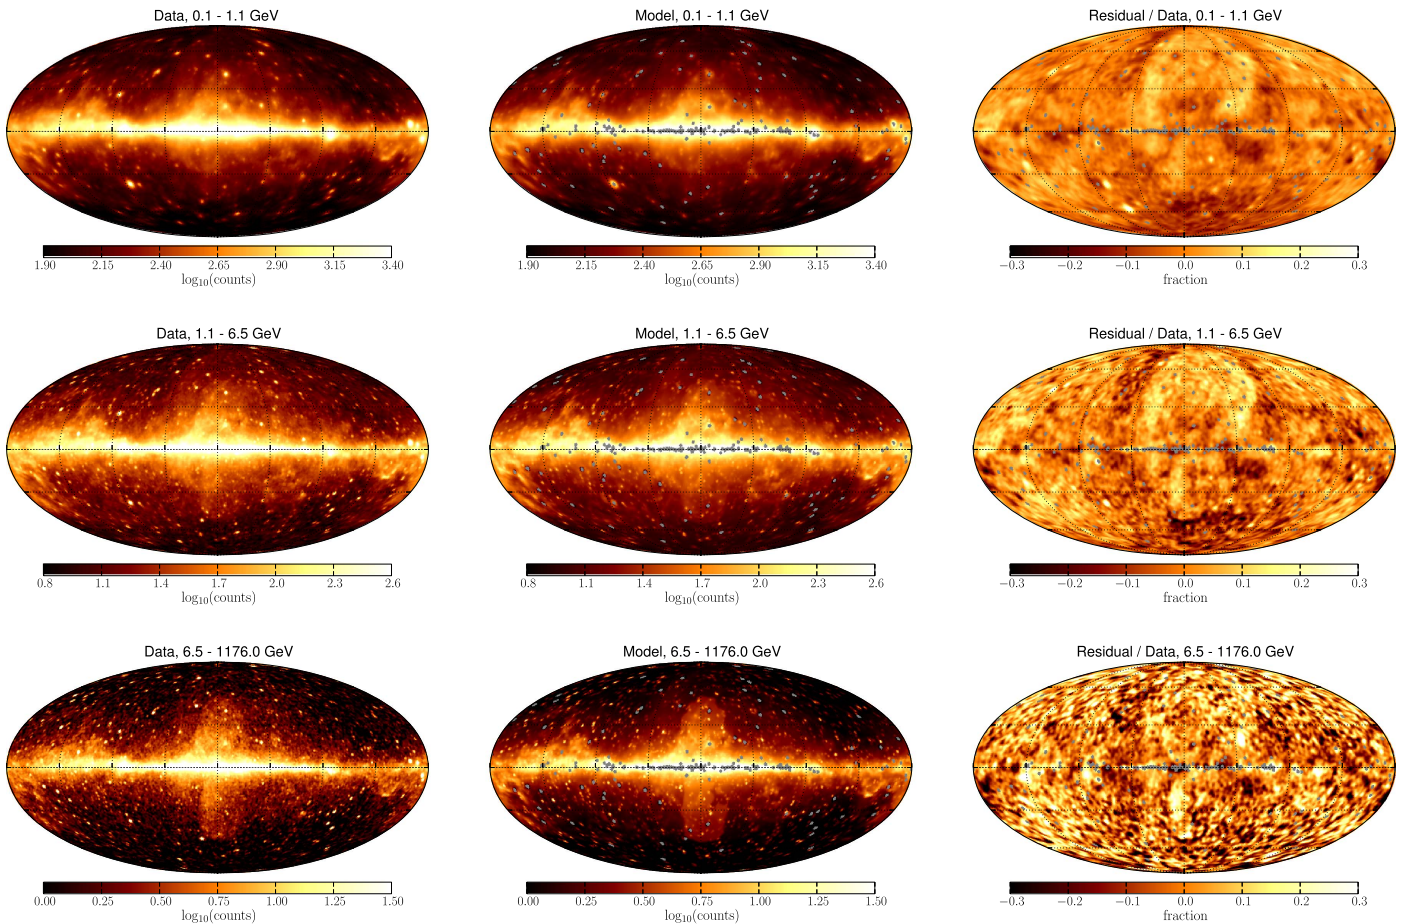 Data, 0.1 - 1.1 GeV
Model, 0.1 - 1.1 GeV
Residual / Data, 0.1 - 1.1 GeV
1.90 2.15 2.40 2.65 2.90 3.15 3.40
log10(counts)
1.90 2.15 2.40 2.65 2.90 3.15 3.40
log10(counts)
−0.3 −0.2 −0.1 0.0 0.1 0.2 0.3
fraction
Data, 1.1 - 6.5 GeV
Model, 1.1 - 6.5 GeV
Residual / Data, 1.1 - 6.5 GeV
0.8 1.1 1.4 1.7 2.0 2.3 2.6
log10(counts)
0.8 1.1 1.4 1.7 2.0 2.3 2.6
log10(counts)
−0.3 −0.2 −0.1 0.0 0.1 0.2 0.3
fraction
Data, 6.5 - 1176.0 GeV
Model, 6.5 - 1176.0 GeV
Residual / Data, 6.5 - 1176.0 GeV
0.00 0.25 0.50 0.75 1.00 1.25 1.50
log10(counts)
0.00 0.25 0.50 0.75 1.00 1.25 1.50
log10(counts)
−0.3 −0.2 −0.1 0.0 0.1 0.2 0.3
fraction